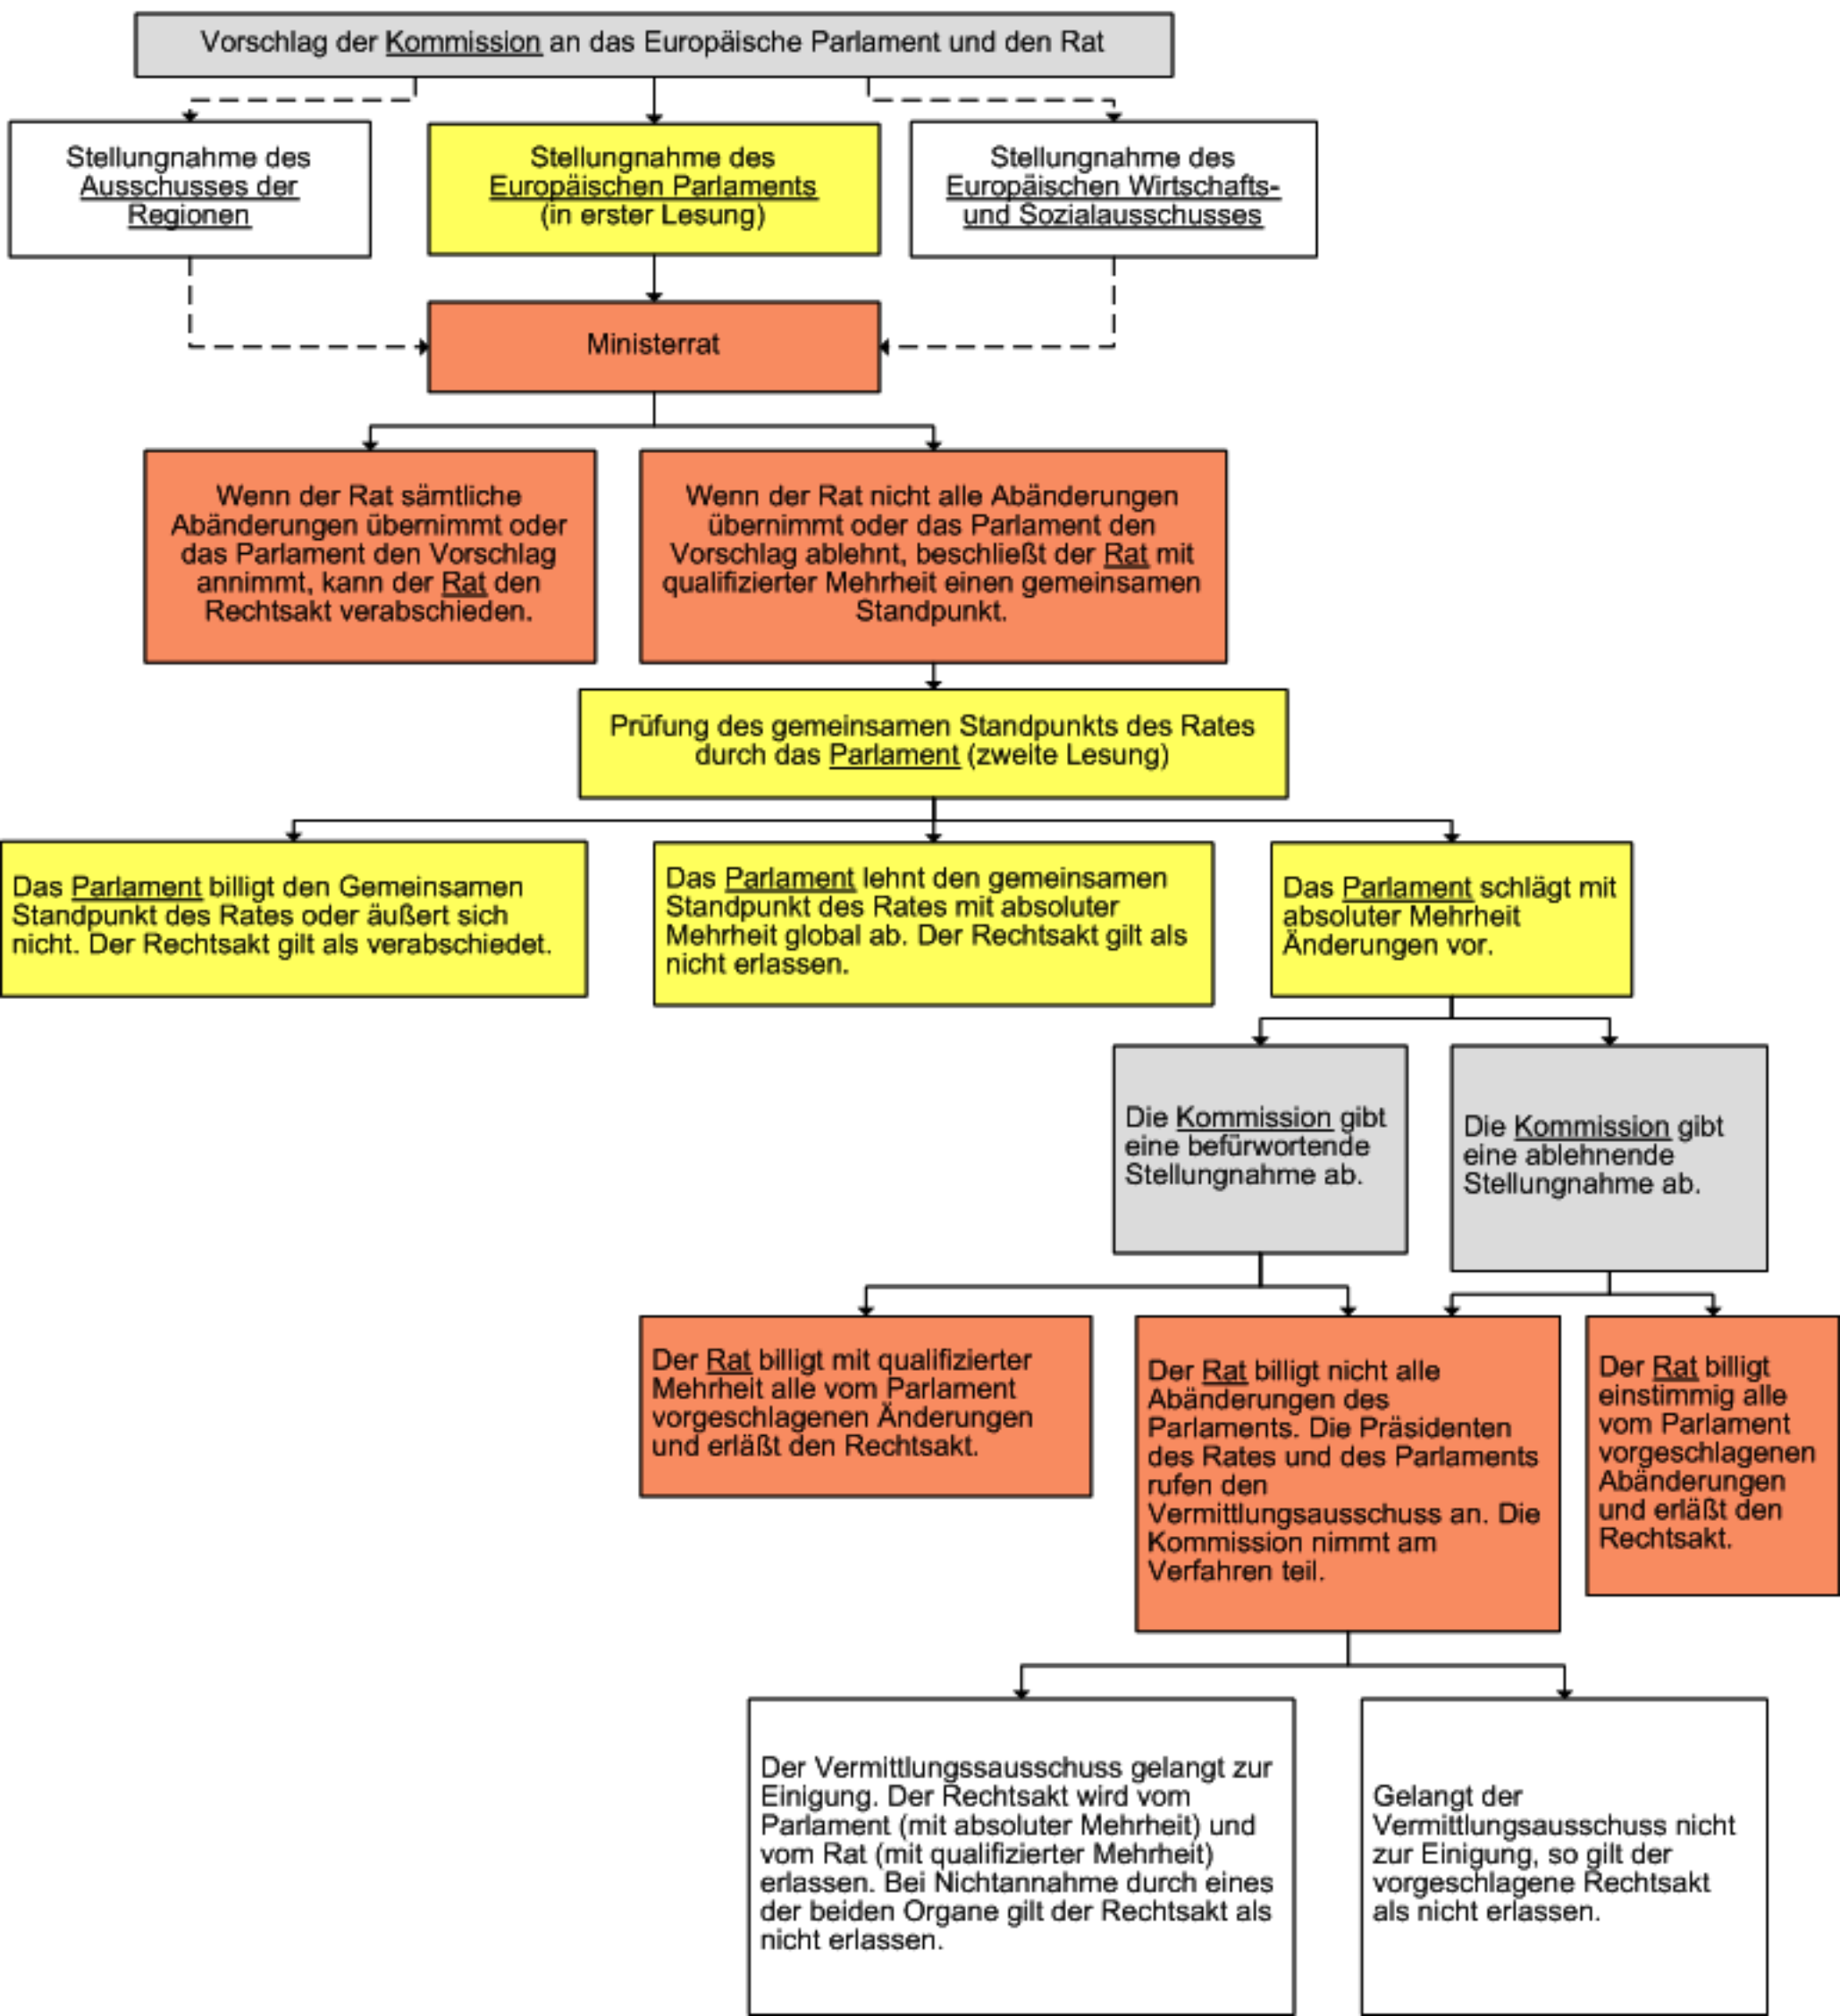 Vorschlag der Kommission an das Europäische Parlament und den Rat
Stellungnahme des
Ausschusses der
Regionen
Stellungnahme des
Europäischen Parlaments
(in erster Lesung)
Stellungnahme des
Europäischen Wirtschafts-
und Sozialausschusses
Ministerrat
Wenn der Rat sämtliche
Abänderungen übernimmt oder
das Parlament den Vorschlag
annimmt, kann der Rat den
Rechtsakt verabschieden.
Wenn der Rat nicht alle Abänderungen
übernimmt oder das Parlament den
Vorschlag ablehnt, beschließt der Rat mit
qualifizierter Mehrheit einen gemeinsamen
Standpunkt.
Prüfung des gemeinsamen Standpunkts des Rates
durch das Parlament (zweite Lesung)
Das Parlament billigt den Gemeinsamen
Standpunkt des Rates oder äußert sich
nicht. Der Rechtsakt gilt als verabschiedet.
Das Parlament lehnt den gemeinsamen
Standpunkt des Rates mit absoluter
Mehrheit global ab. Der Rechtsakt gilt als
nicht erlassen.
Das Parlament schlägt mit
absoluter Mehrheit
Änderungen vor.
Die Kommission gibt
eine befürwortende
Stellungnahme ab.
Die Kommission gibt
eine ablehnende
Stellungnahme ab.
Der Rat billigt mit qualifizierter
Mehrheit alle vom Parlament
vorgeschlagenen Änderungen
und erläßt den Rechtsakt.
Der Rat billigt nicht alle
Abänderungen des
Parlaments. Die Präsidenten
des Rates und des Parlaments
rufen den
Vermittlungsausschuss an. Die
Kommission nimmt am
Verfahren teil.
Der Rat billigt
einstimmig alle
vom Parlament
vorgeschlagenen
Abänderungen
und erläßt den
Rechtsakt.
Der Vermittlungssausschuss gelangt zur
Einigung. Der Rechtsakt wird vom
Parlament (mit absoluter Mehrheit) und
vom Rat (mit qualifizierter Mehrheit)
erlassen. Bei Nichtannahme durch eines
der beiden Organe gilt der Rechtsakt als
nicht erlassen.
Gelangt der
Vermittlungsausschuss nicht
zur Einigung, so gilt der
vorgeschlagene Rechtsakt
als nicht erlassen.